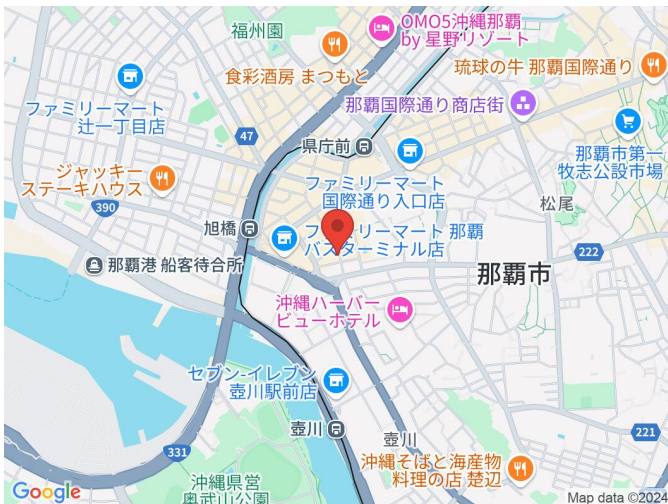 福州園
OMO5沖縄那覇
by 星野リゾート
食彩酒房 まつもと
琉球の牛 那覇国際通り
ファミリーマート
辻一丁目店
那覇国際通り商店街
47
県庁前
那覇市第一
牧志公設市場
ジャッキー
ステーキハウス
ファミリーマート
国際通り入口店
松尾
390
旭橋
ファミリーマート 那覇
バスターミナル店
222
那覇港 船客待合所
那覇市
沖縄ハーバー
ビューホテル
セブン-イレブン
壺川駅前店
壺川
壺川
221
331
沖縄そばと海産物
料理の店 楚辺
沖縄県営
奥武山公園
Google
Map data ©2024